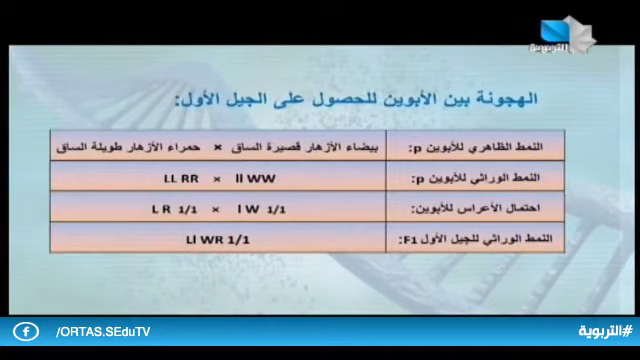 التربوية
الهجونة بين الأبوين للحصول على الجيل الأول:
النمط الظاهري للأبوين p: بيضاء الأزهار قصيرة الساق × حمراء الأزهار طويلة الساق
النمط الوراثي للأبوين p: ll WW × LL RR
احتمال الأعراس للأبوين: l W 1/1 × L R 1/1
النمط الوراثي للجيل الأول F1: Ll WR 1/1
/ORTAS.SEduTV
#التربوية